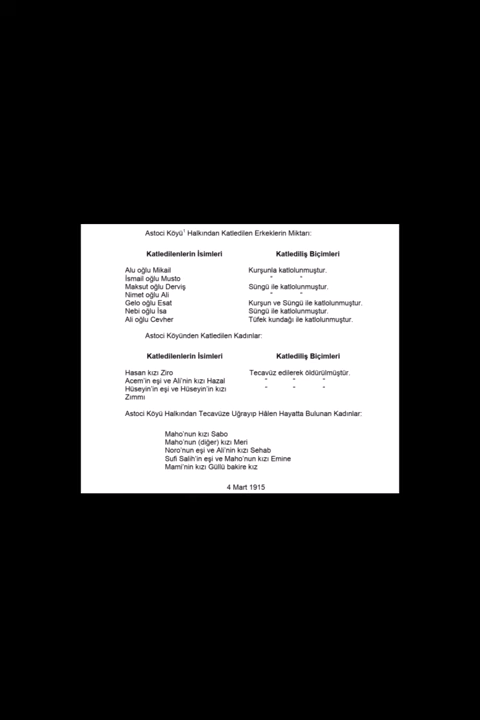 Astoci Köyü¹ Halkından Katledilen Erkeklerin Miktarı:
Katledilenlerin İsimleri Katlediliş Biçimleri
Alu oğlu Mikail Kurşunla katlolunmuştur.
İsmail oğlu Musto " "
Maksut oğlu Derviş Süngü ile katlolunmuştur.
Nimet oğlu Ali " "
Gelo oğlu Esat Kurşun ve Süngü ile katlolunmuştur.
Nebi oğlu İsa Süngü ile katlolunmuştur.
Ali oğlu Cevher Tüfek kundağı ile katlolunmuştur.
Astoci Köyünden Katledilen Kadınlar:
Katledilenlerin İsimleri Katlediliş Biçimleri
Hasan kızı Ziro Tecavüz edilerek öldürülmüştür.
Acem'in eşi ve Ali'nin kızı Hazal " " "
Hüseyin'in eşi ve Hüseyin'in kızı " " "
Zımmı
Astoci Köyü Halkından Tecavüze Uğrayıp Hâlen Hayatta Bulunan Kadınlar:
Maho'nun kızı Sabo
Maho'nun (diğer) kızı Meri
Noro'nun eşi ve Ali'nin kızı Sehab
Sufi Salih'in eşi ve Maho'nun kızı Emine
Mami'nin kızı Güllü bakire kız
4 Mart 1915